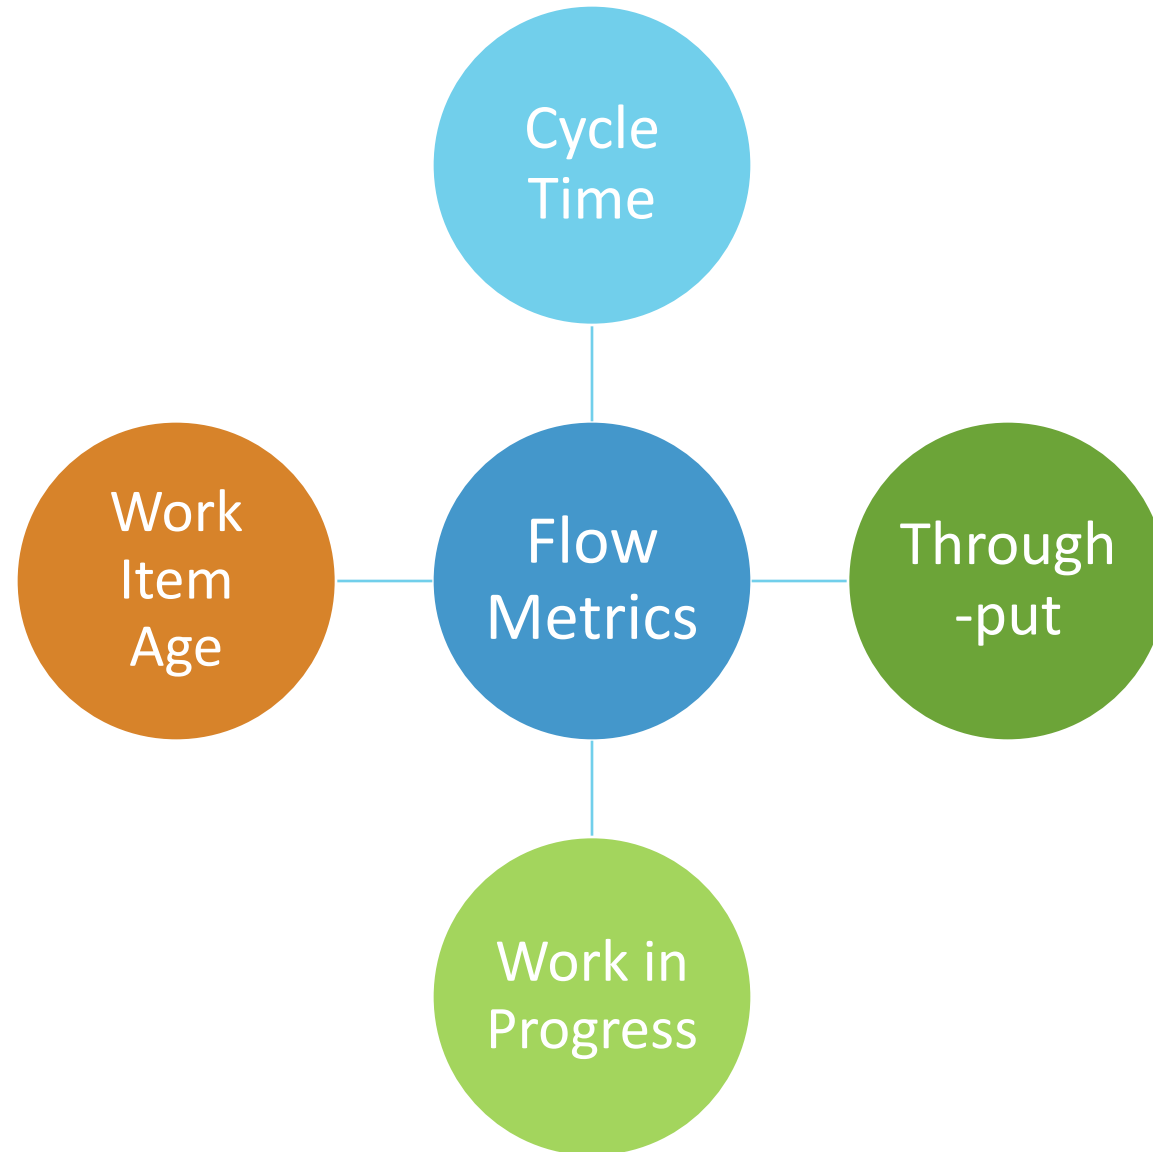 Cycle
Time
Work
Item
Age
Flow
Metrics
Through
-put
Work in
Progress